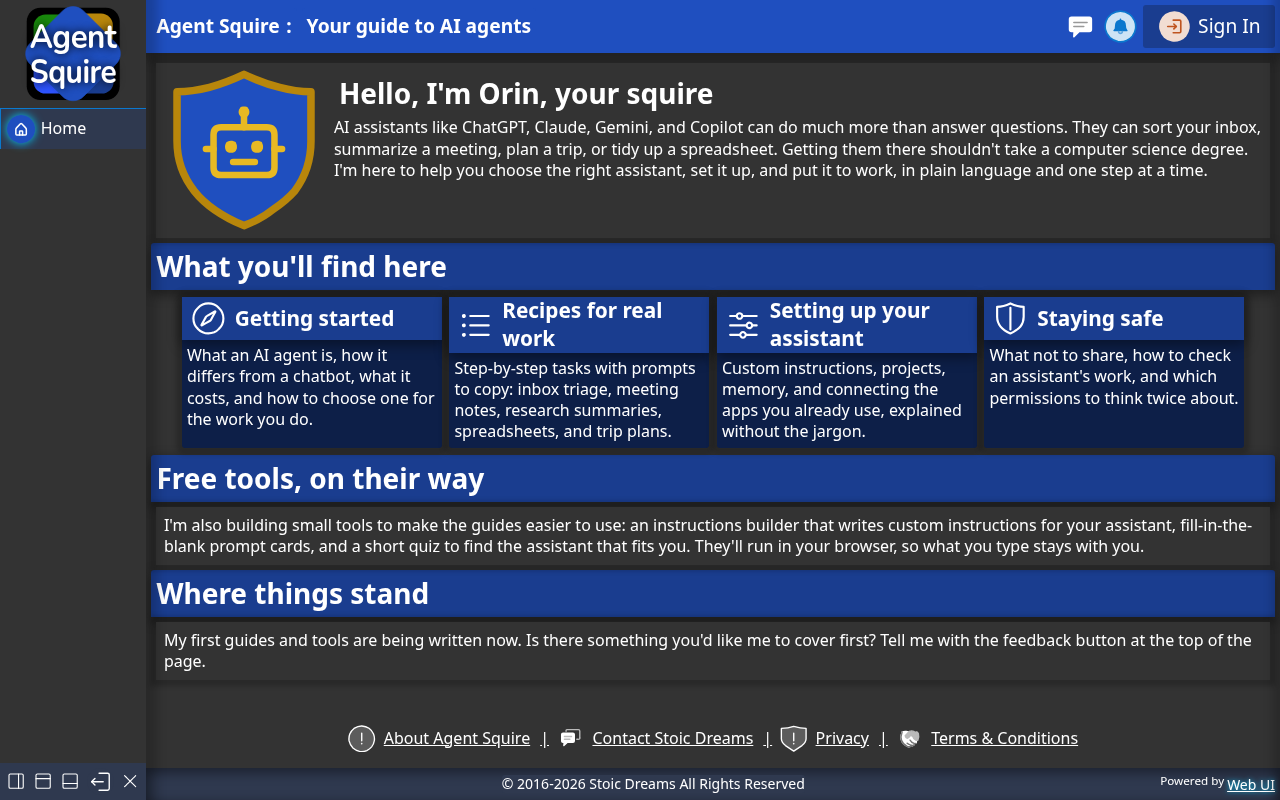 Agent
Squire
Agent Squire : Your guide to AI agents
Sign In
Home
Hello, I'm Orin, your squire
AI assistants like ChatGPT, Claude, Gemini, and Copilot can do much more than answer questions. They can sort your inbox,
summarize a meeting, plan a trip, or tidy up a spreadsheet. Getting them there shouldn't take a computer science degree.
I'm here to help you choose the right assistant, set it up, and put it to work, in plain language and one step at a time.
What you'll find here
Getting started
What an AI agent is, how it
differs from a chatbot, what it
costs, and how to choose one for
the work you do.
Recipes for real
work
Step-by-step tasks with prompts
to copy: inbox triage, meeting
notes, research summaries,
spreadsheets, and trip plans.
Setting up your
assistant
Custom instructions, projects,
memory, and connecting the
apps you already use, explained
without the jargon.
Staying safe
What not to share, how to check
an assistant's work, and which
permissions to think twice about.
Free tools, on their way
I'm also building small tools to make the guides easier to use: an instructions builder that writes custom instructions for your assistant, fill-in-the-
blank prompt cards, and a short quiz to find the assistant that fits you. They'll run in your browser, so what you type stays with you.
Where things stand
My first guides and tools are being written now. Is there something you'd like me to cover first? Tell me with the feedback button at the top of the
page.
About Agent Squire | Contact Stoic Dreams | Privacy | Terms & Conditions
© 2016-2026 Stoic Dreams All Rights Reserved
Powered by Web UI